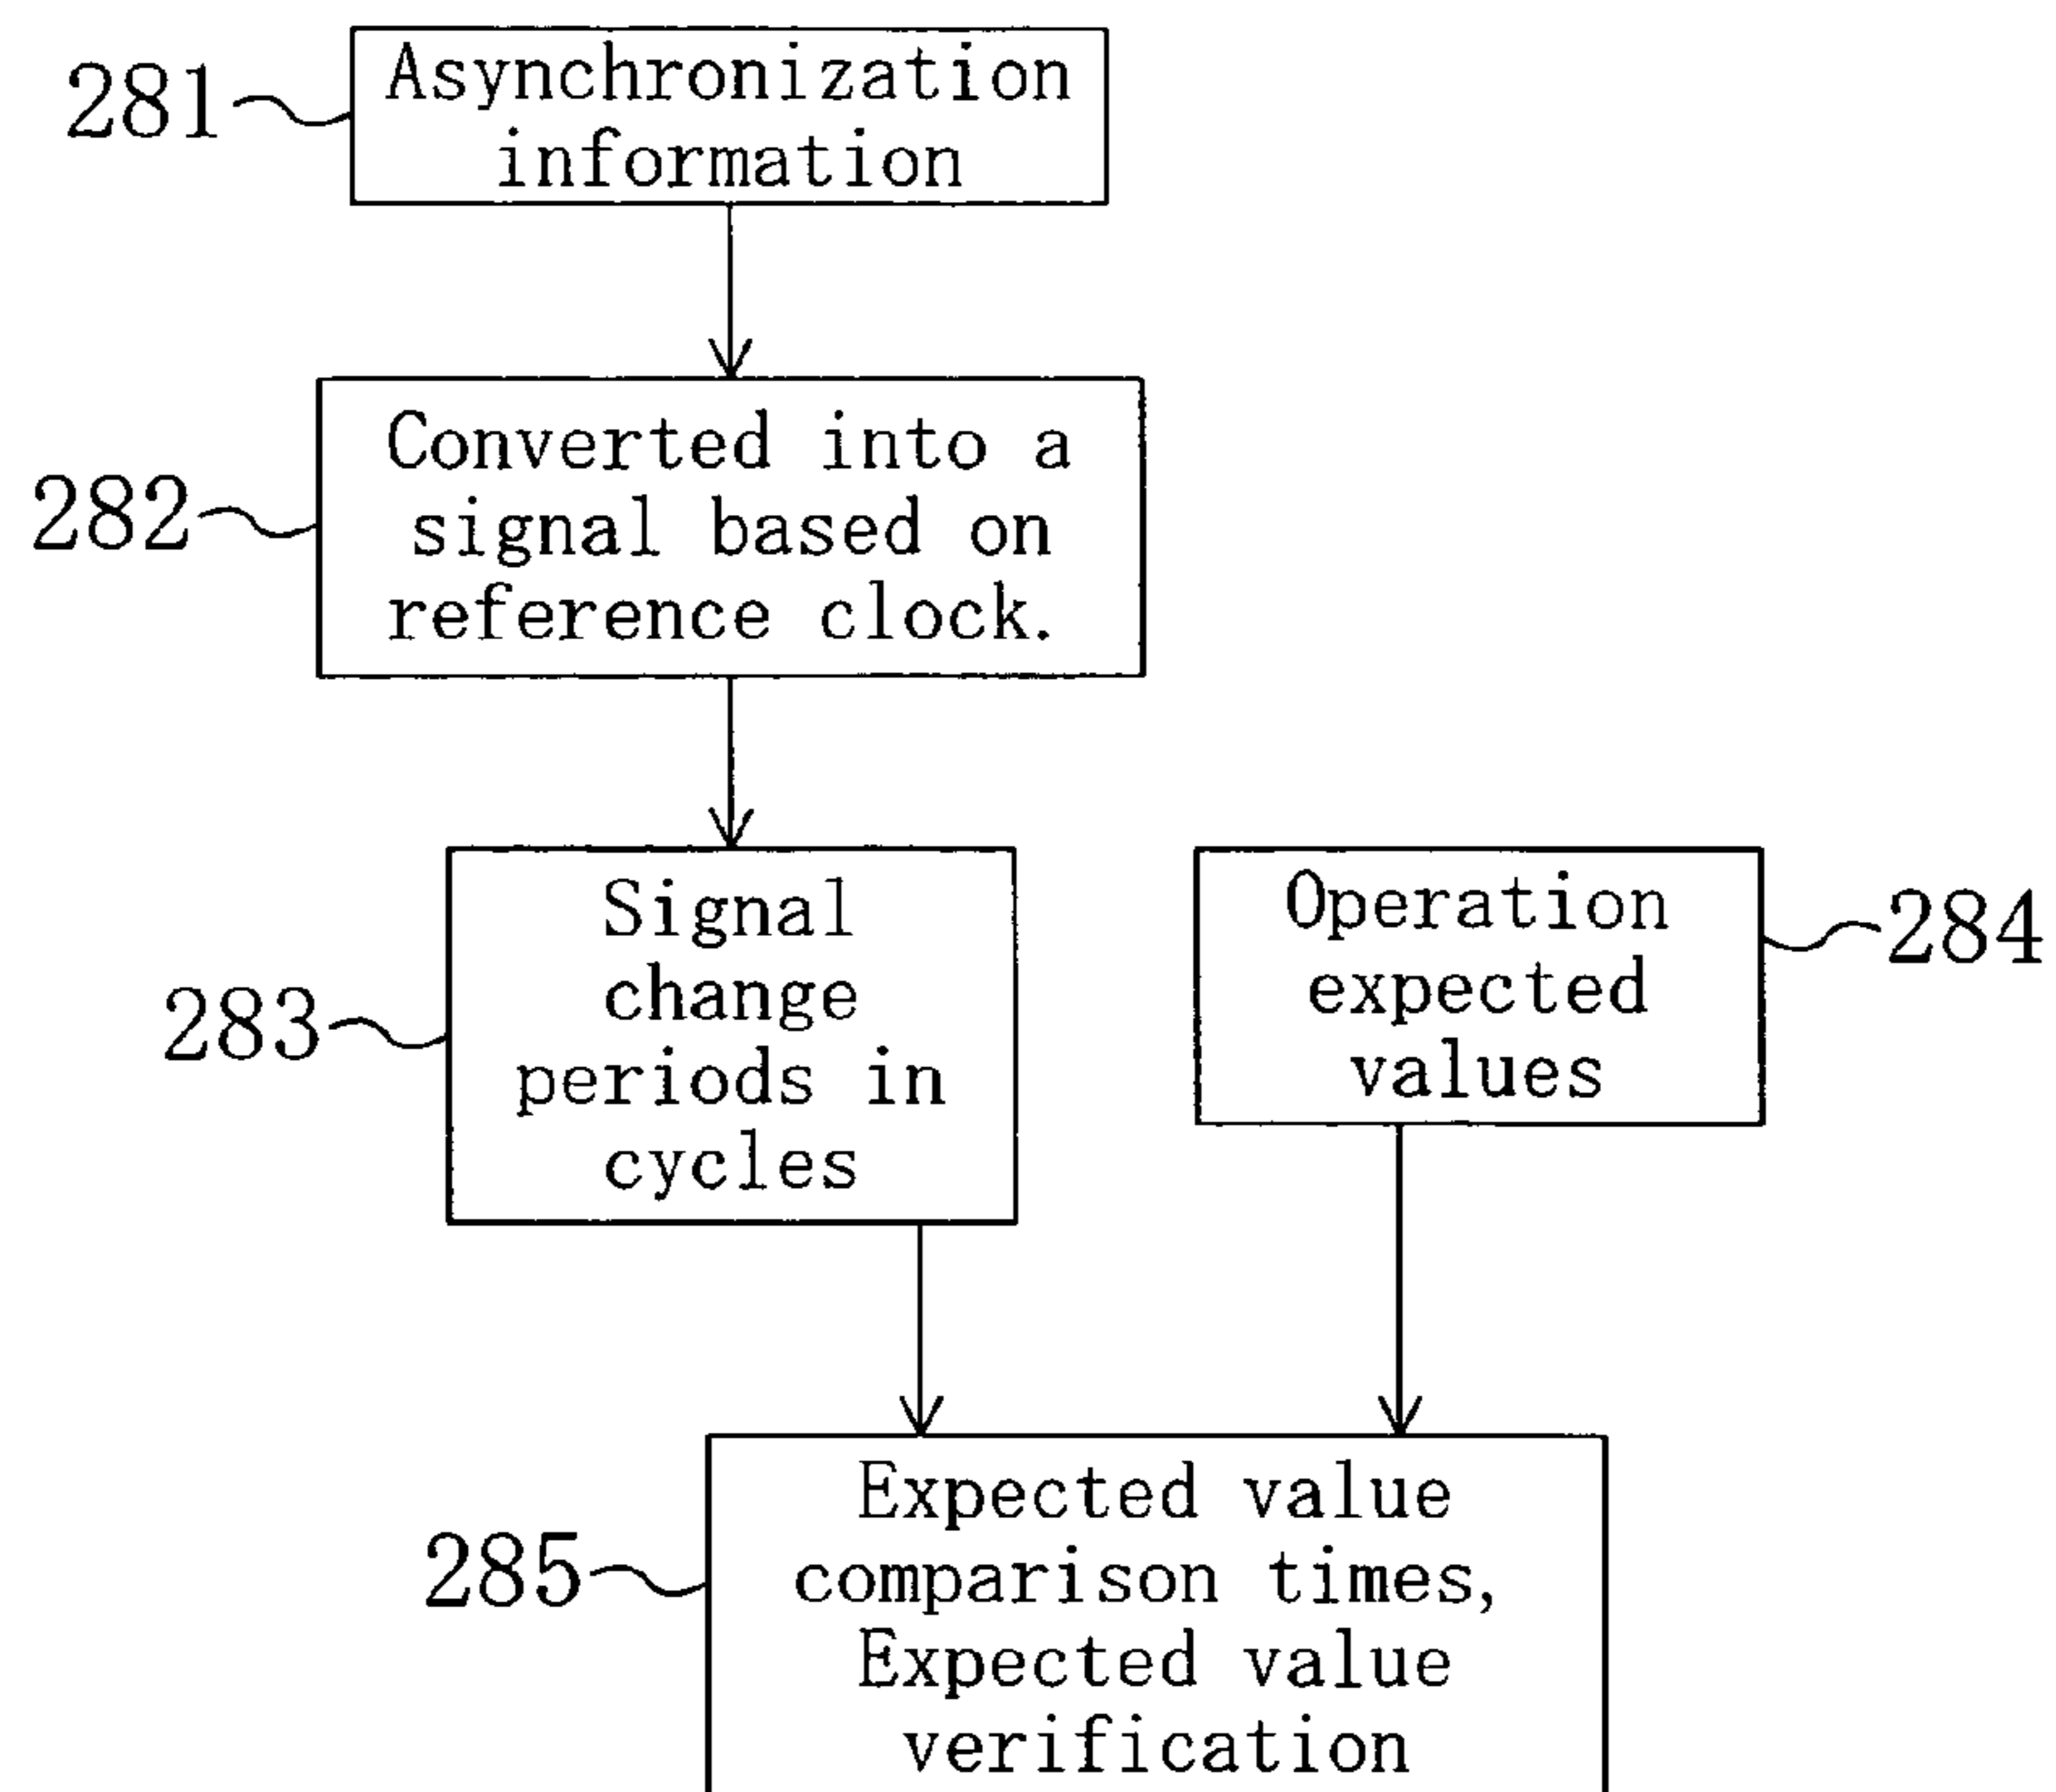 281
Asynchronization
information
282
Converted into a
signal based on
reference clock.
283
Signal
change
periods in
cycles
Operation
expected
values
284
285
Expected value
comparison times,
Expected value
verification